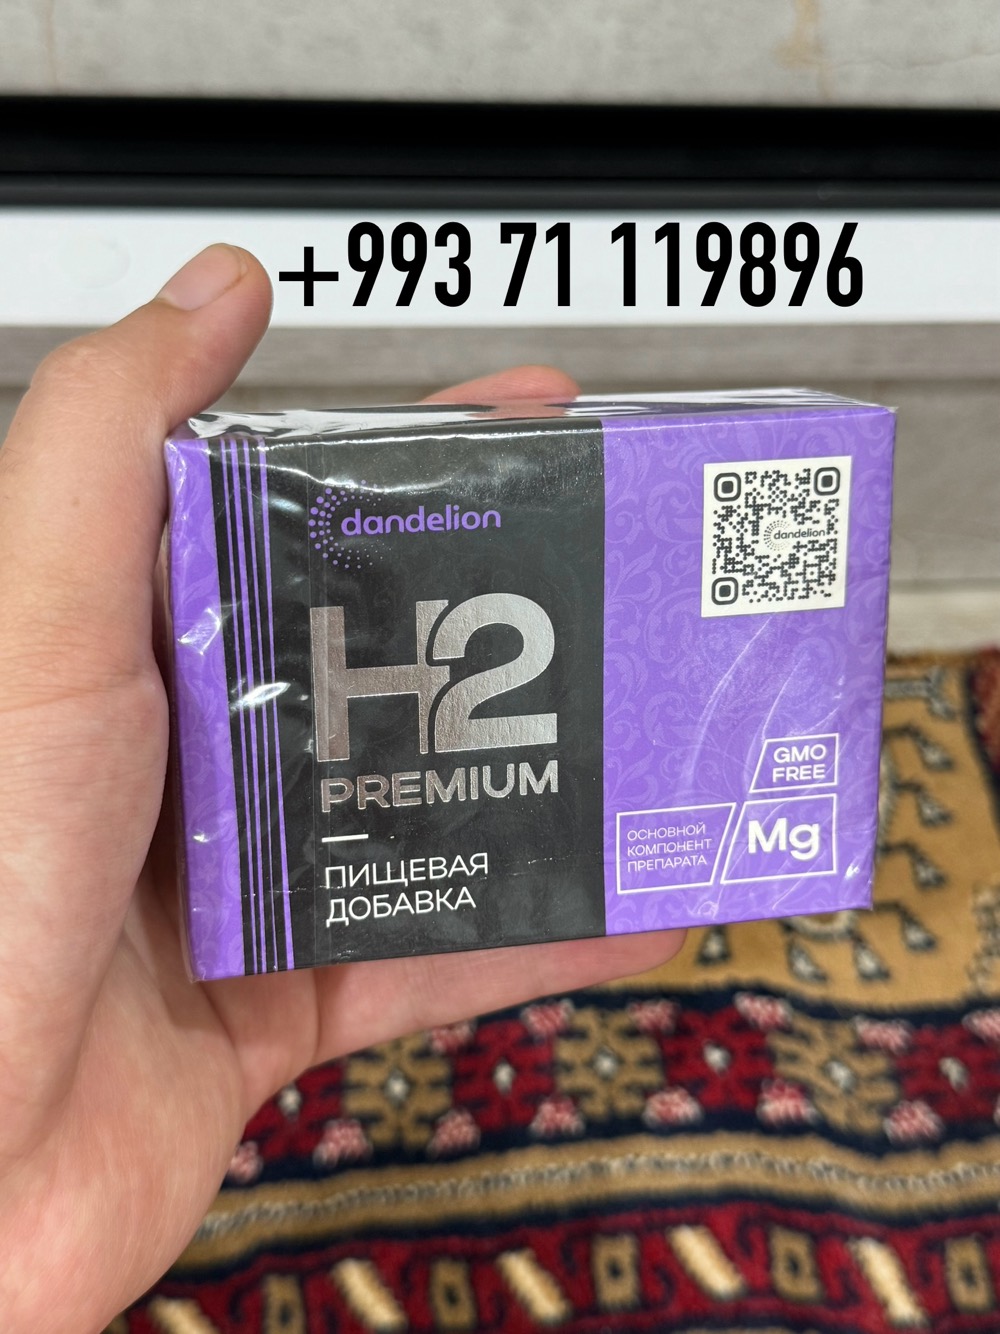 +993 71 119896
dandelion
H2
PREMIUM
ПИЩЕВАЯ
ДОБАВКА
dandelion
GMO
FREE
ОСНОВНОЙ
КОМПОНЕНТ
ПРЕПАРАТА
Mg